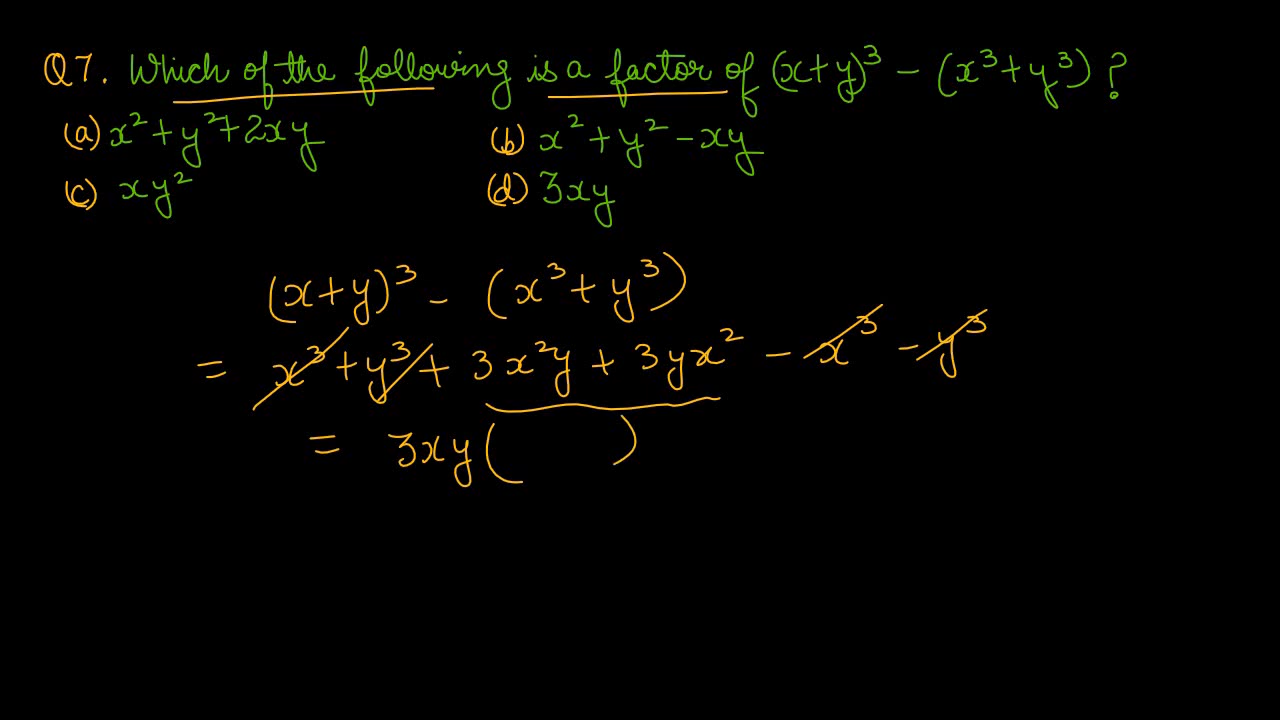 Q7. Which of the following is a factor of (x+y)³ - (x³+y³) ?
(a) x²+y²+2xy (b) x²+y²-xy
(c) xy² (d) 3xy
(x+y)³ - (x³+y³)
= x³+y³+3x²y+3yx² - x³ - y³
= 3xy( )